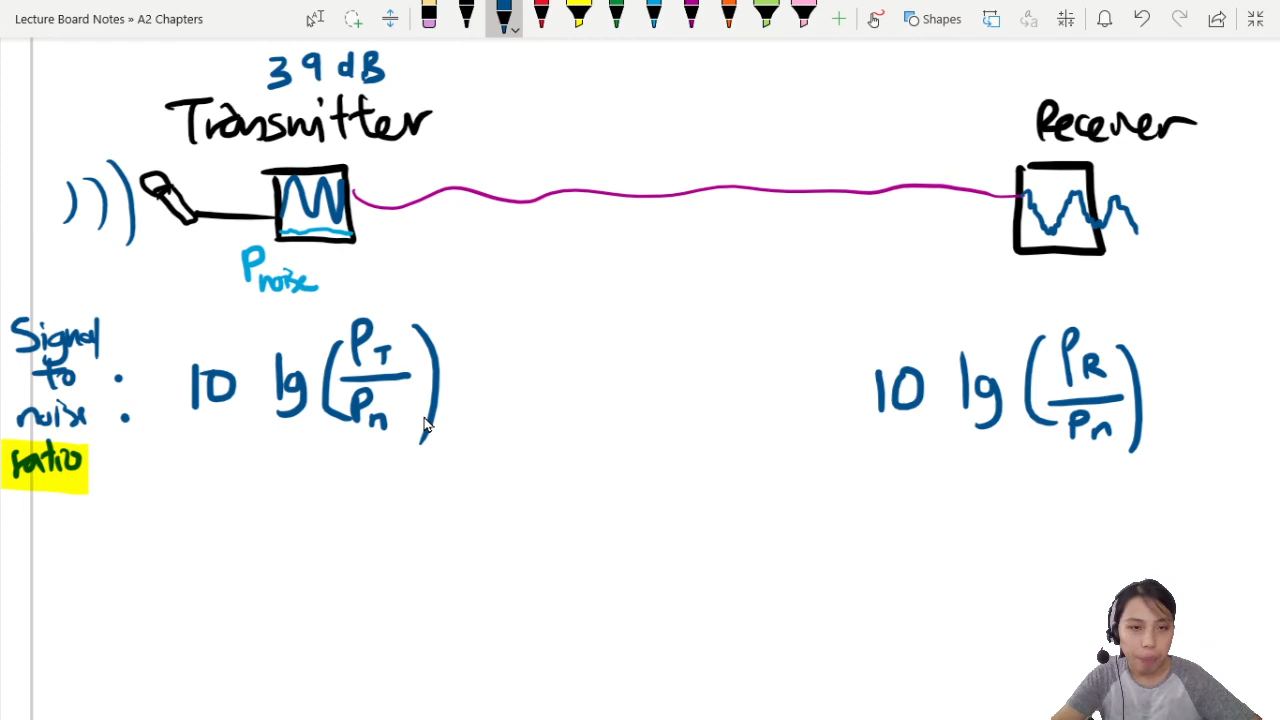 Lecture Board Notes » A2 Chapters
Shapes
39 dB
Transmitter
Receiver
Pnoise
Signal
to
noise
ratio
:
10 lg (PT/Pn)
10 lg (PR/Pn)